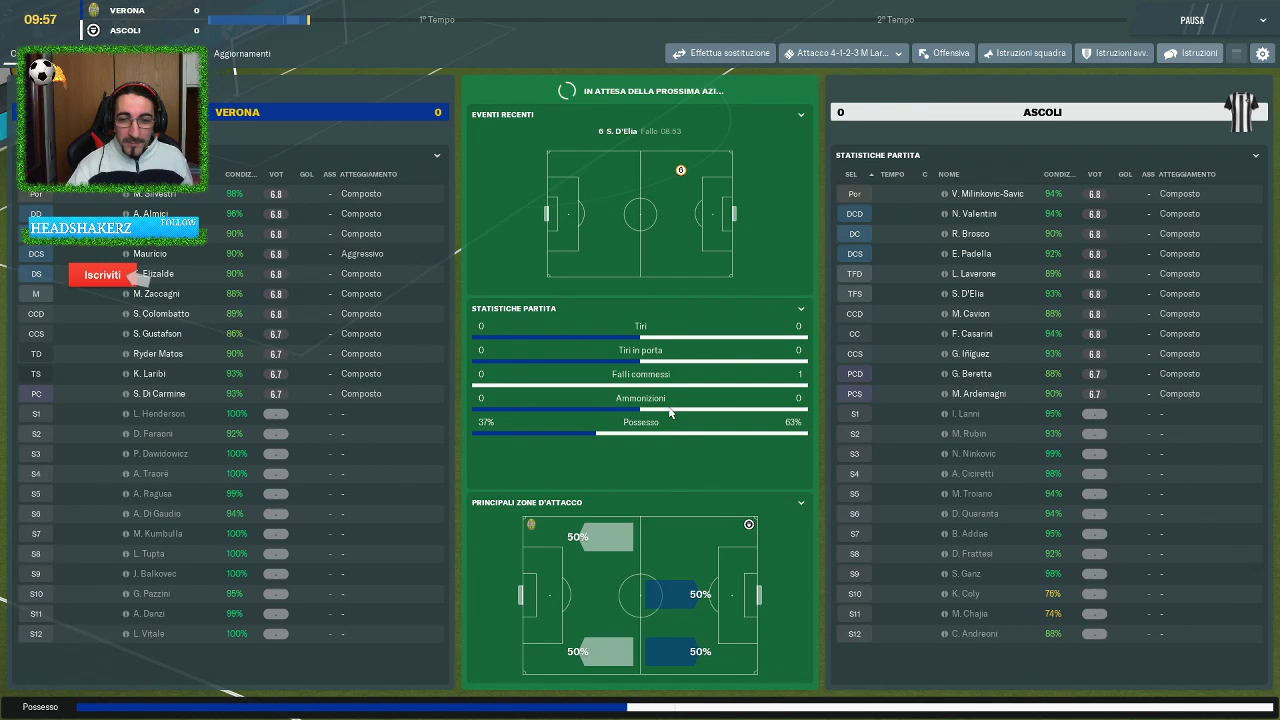 09:57
VERONA 0
ASCOLI 0
1° Tempo
2° Tempo
PAUSA
Aggiornamenti
Effettua sostituzione
Attacco 4-1-2-3 M Lar...
Offensiva
Istruzioni squadra
Istruzioni avv.
Istruzioni
VERONA 0
CONDIZ... VOT GOL ASS ATTEGGIAMENTO
Por M. Silvestri 98% 6.8 - Composto
DD A. Almici 96% 6.8 - Composto
90% 6.8 - Composto
DCS Mauricio 90% 6.8 - Aggressivo
DS Elizalde 90% 6.8 - Composto
M M. Zaccagni 88% 6.8 - Composto
CCD S. Colombatto 89% 6.8 - Composto
CCS S. Gustafson 86% 6.7 - Composto
TD Ryder Matos 90% 6.7 - Composto
TS K. Laribi 93% 6.7 - Composto
PC S. Di Carmine 93% 6.7 - Composto
S1 L. Henderson 100% - - -
S2 D. Faraoni 92% - - -
S3 P. Dawidowicz 100% - - -
S4 A. Traorè 100% - - -
S5 A. Ragusa 99% - - -
S6 A. Di Gaudio 94% - - -
S7 M. Kumbulla 100% - - -
S8 L. Tupta 100% - - -
S9 J. Balkovec 100% - - -
S10 G. Pazzini 95% - - -
S11 A. Danzi 99% - - -
S12 L. Vitale 100% - - -
HEADSHAKERZ
FOLLOW
Iscriviti
IN ATTESA DELLA PROSSIMA AZI...
EVENTI RECENTI
6 S. D'Elia Fallo 08:53
6
STATISTICHE PARTITA
0 Tiri 0
0 Tiri in porta 0
0 Falli commessi 1
0 Ammonizioni 0
37% Possesso 63%
PRINCIPALI ZONE D'ATTACCO
50%
50%
50% 50%
0 ASCOLI
STATISTICHE PARTITA
SEL TEMPO C NOME CONDIZ... VOT GOL ASS ATTEGGIAMENTO
Por V. Milinkovic-Savic 94% 6.8 - Composto
DCD N. Valentini 94% 6.8 - Composto
DC R. Brosco 90% 6.8 - Composto
DCS E. Padella 92% 6.8 - Composto
TFD L. Laverone 89% 6.8 - Composto
TFS S. D'Elia 93% 6.8 - Composto
CCD M. Cavion 88% 6.8 - Composto
CC F. Casarini 94% 6.8 - Composto
CCS G. Iñiguez 93% 6.8 - Composto
PCD G. Beretta 88% 6.7 - Composto
PCS M. Ardemagni 90% 6.7 - Composto
S1 I. Lanni 95% - - -
S2 M. Rubin 93% - - -
S3 N. Ninkovic 99% - - -
S4 A. Ciciretti 98% - - -
S5 M. Troiano 94% - - -
S6 D. Quaranta 94% - - -
S7 B. Addae 95% - - -
S8 D. Frattesi 92% - - -
S9 S. Ganz 98% - - -
S10 K. Coly 76% - - -
S11 M. Chajia 74% - - -
S12 C. Andreoni 88% - - -
Possesso